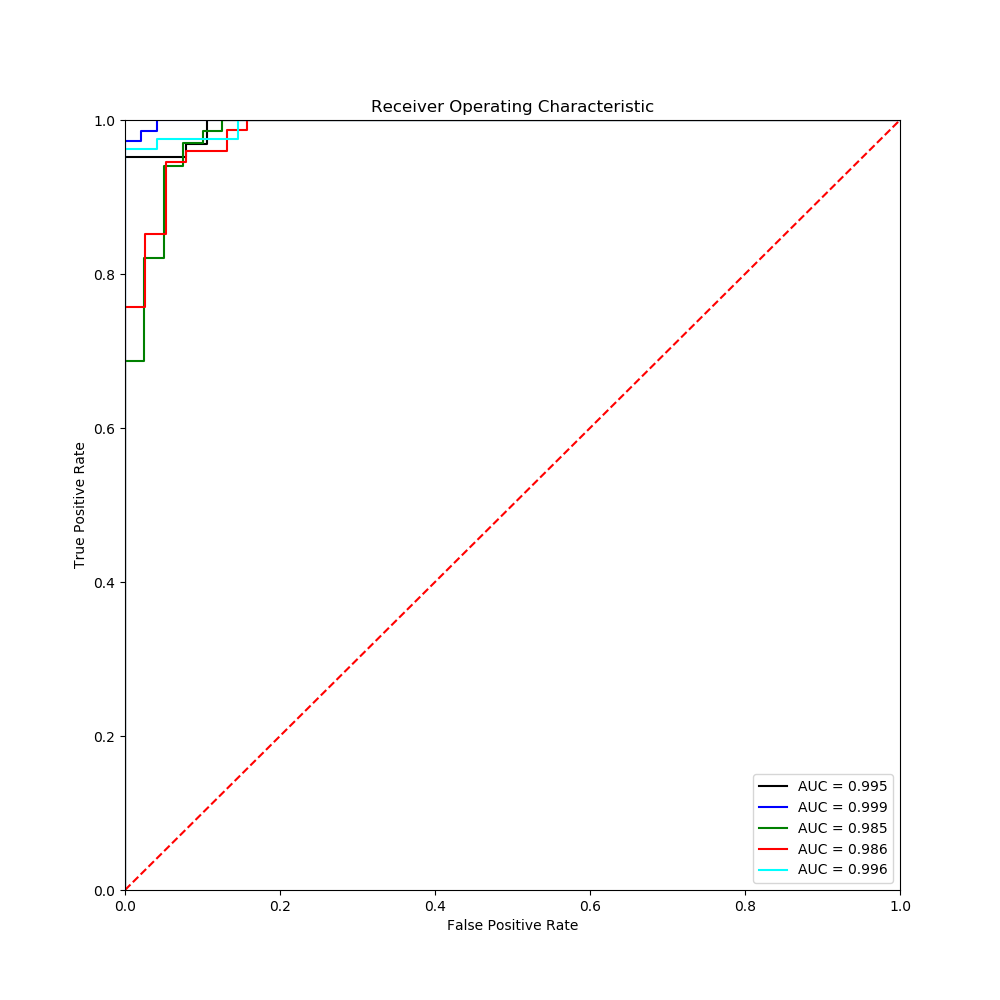 Receiver Operating Characteristic
1.0
0.8
0.6
0.4
0.2
0.0
True Positive Rate
0.0 0.2 0.4 0.6 0.8 1.0
False Positive Rate
AUC = 0.995
AUC = 0.999
AUC = 0.985
AUC = 0.986
AUC = 0.996